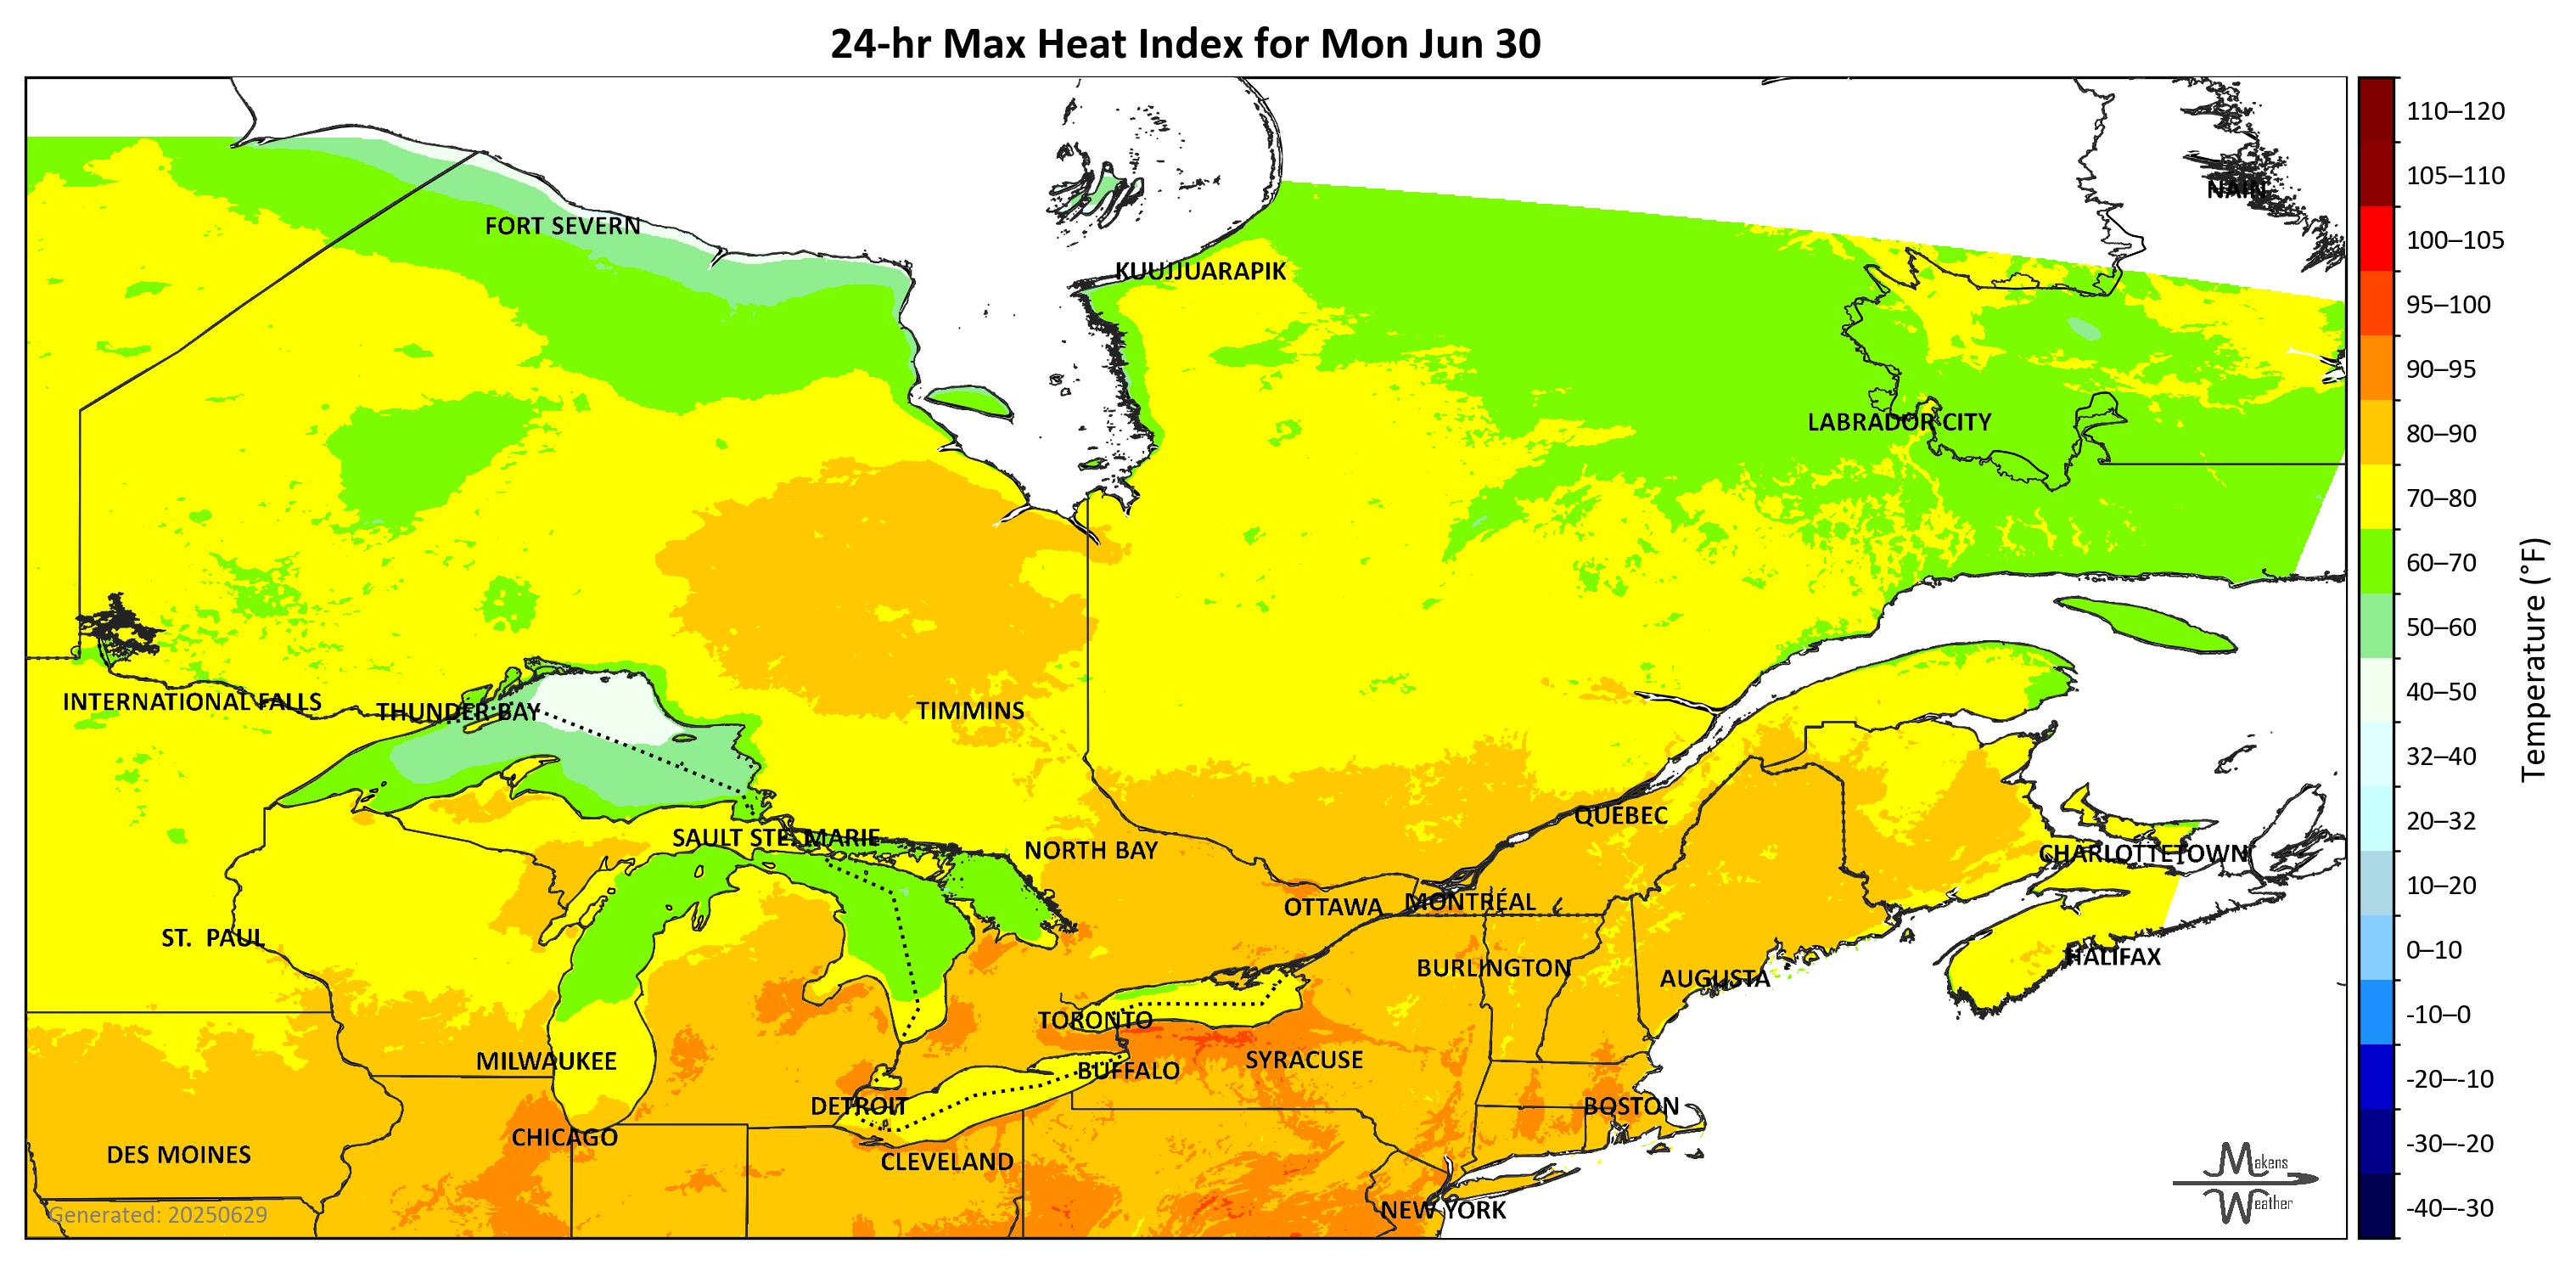 24-hr Max Heat Index for Mon Jun 30
110–120
105–110
NAIN
FORT SEVERN
100–105
KUUJJUARAPIK
95–100
90–95
LABRADOR CITY
80–90
70–80
60–70
50–60
Temperature (°F)
INTERNATIONAL FALLS
THUNDER BAY
TIMMINS
40–50
32–40
QUEBEC
20–32
SAULT STE. MARIE
NORTH BAY
CHARLOTTETOWN
10–20
OTTAWA
MONTRÉAL
ST. PAUL
0–10
BURLINGTON
AUGUSTA
HALIFAX
-10–0
TORONTO
MILWAUKEE
BUFFALO
SYRACUSE
-20–-10
DETROIT
BOSTON
CHICAGO
-30–-20
DES MOINES
CLEVELAND
Makens
Weather
NEW YORK
-40–-30
Generated: 20250629